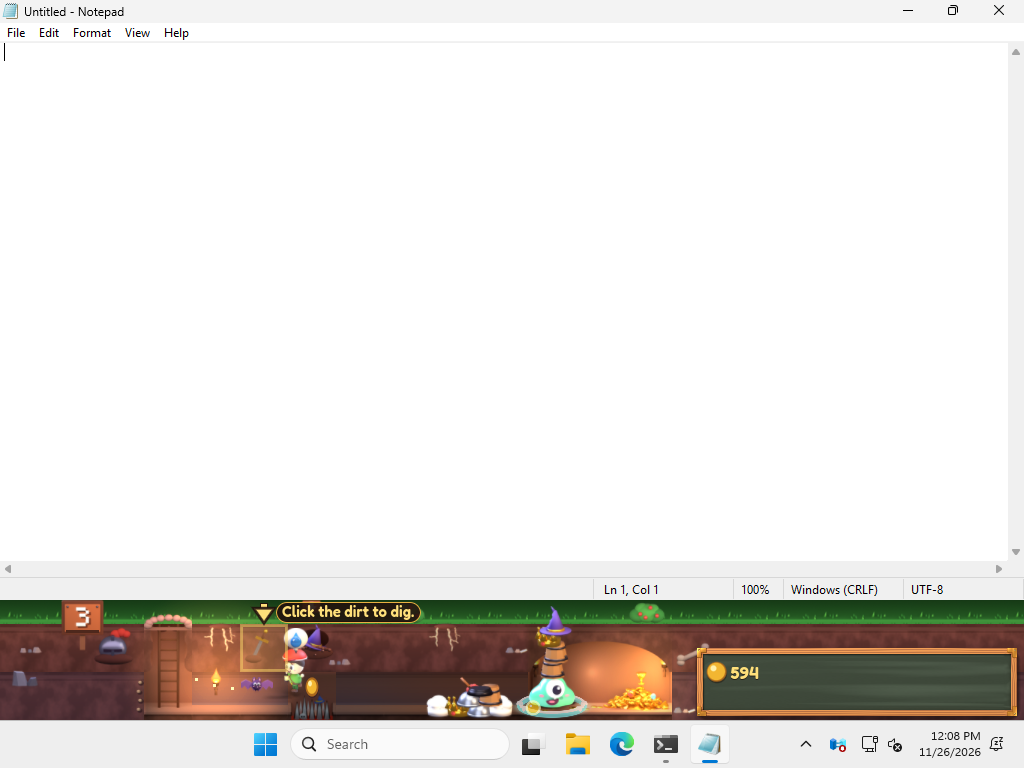 Untitled - Notepad
File Edit Format View Help
Ln 1, Col 1 100% Windows (CRLF) UTF-8
3
Click the dirt to dig.
594
Search
12:08 PM
11/26/2026